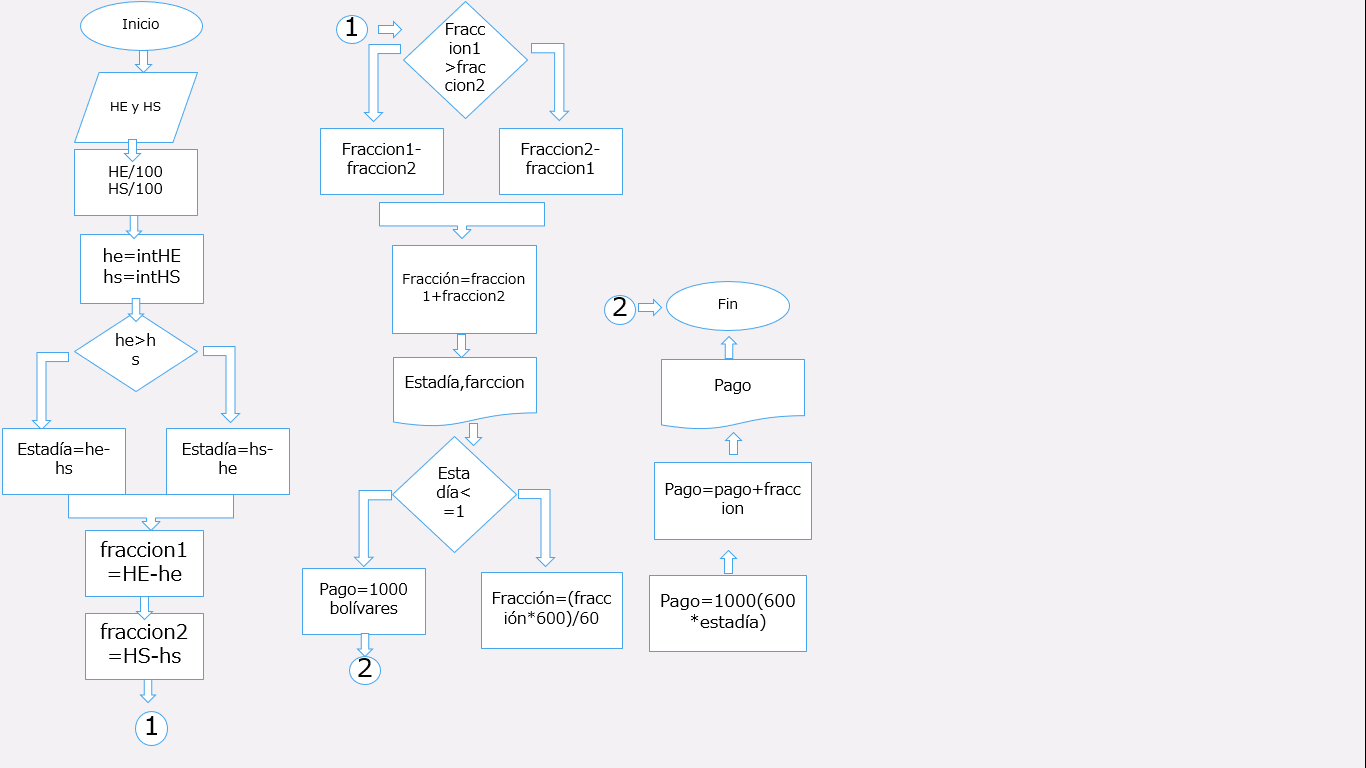 Inicio
HE y HS
HE/100
HS/100
he=intHE
hs=intHS
he>h
s
Estadía=he-
hs
Estadía=hs-
he
fraccion1
=HE-he
fraccion2
=HS-hs
1
1
Fracc
ion1
>frac
cion2
Fraccion1-
fraccion2
Fraccion2-
fraccion1
Fracción=fraccion
1+fraccion2
Estadía,farccion
Esta
día<
=1
Pago=1000
bolívares
2
Fracción=(fracc
ión*600)/60
Pago=1000(600
*estadía)
Pago=pago+fracc
ion
Pago
2
Fin